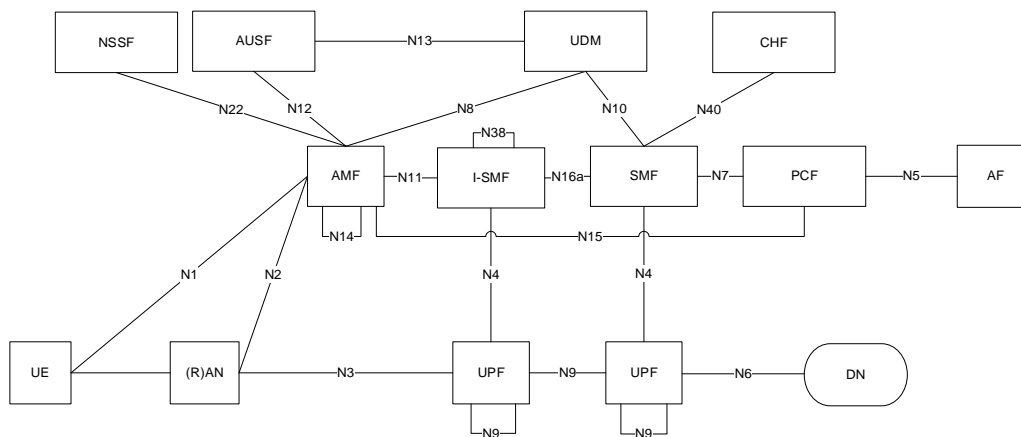 NSSF
AUSF
N13
UDM
CHF
N22
N12
N8
N10
N40
N38
AMF
N11
I-SMF
N16a
SMF
N7
PCF
N5
AF
N14
N15
N1
N2
N4
N4
UE
(R)AN
N3
UPF
N9
UPF
N6
DN
N9
N9